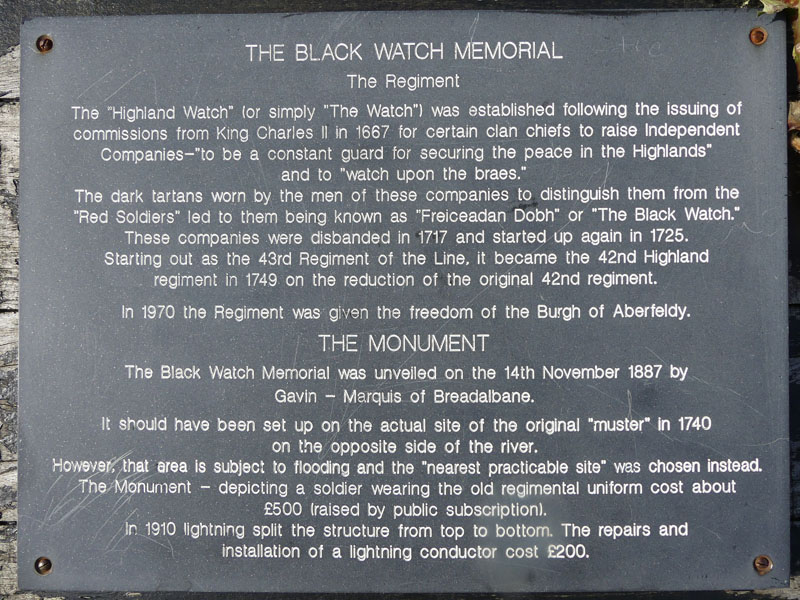 THE BLACK WATCH MEMORIAL
The Regiment
The "Highland Watch" (or simply "The Watch") was established following the issuing of
commissions from King Charles II in 1667 for certain clan chiefs to raise Independent
Companies-"to be a constant guard for securing the peace in the Highlands"
and to "watch upon the braes."
The dark tartans worn by the men of these companies to distinguish them from the
"Red Soldiers" led to them being known as "Freiceadan Dobh" or "The Black Watch."
These companies were disbanded in 1717 and started up again in 1725.
Starting out as the 43rd Regiment of the Line, it became the 42nd Highland
regiment in 1749 on the reduction of the original 42nd regiment.
In 1970 the Regiment was given the freedom of the Burgh of Aberfeldy.
THE MONUMENT
The Black Watch Memorial was unveiled on the 14th November 1887 by
Gavin - Marquis of Breadalbane.
It should have been set up on the actual site of the original "muster" in 1740
on the opposite side of the river.
However, that area is subject to flooding and the "nearest practicable site" was chosen instead.
The Monument - depicting a soldier wearing the old regimental uniform cost about
£500 (raised by public subscription).
In 1910 lightning split the structure from top to bottom. The repairs and
installation of a lightning conductor cost £200.